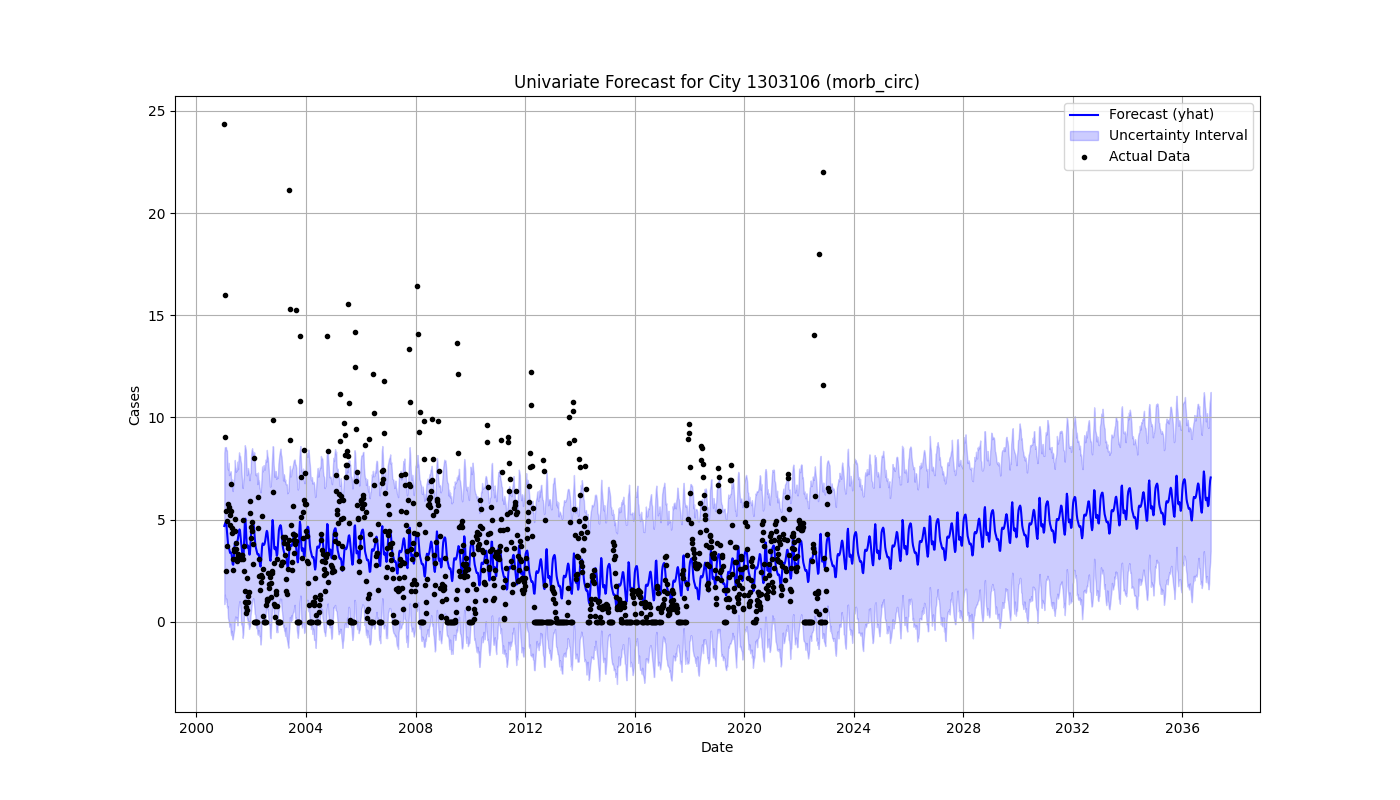 Univariate Forecast for City 1303106 (morb_circ)
Forecast (yhat)
Uncertainty Interval
Actual Data
25
20
15
10
5
0
Cases
2000 2004 2008 2012 2016 2020 2024 2028 2032 2036
Date